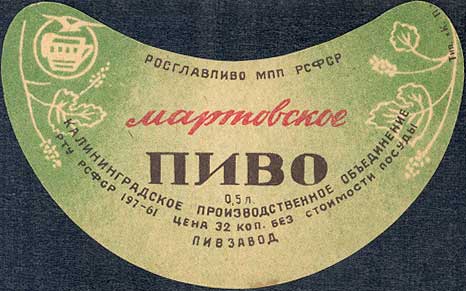 РОСГЛАВПИВО МПП РСФСР
мартовское
ПИВО
0,5 л.
КАЛИНИНГРАДСКОЕ ПРОИЗВОДСТВЕННОЕ ОБЪЕДИНЕНИЕ
РТУ РСФСР 197-61 ЦЕНА 32 КОП. БЕЗ СТОИМОСТИ ПОСУДЫ
ПИВЗАВОД
Тип.